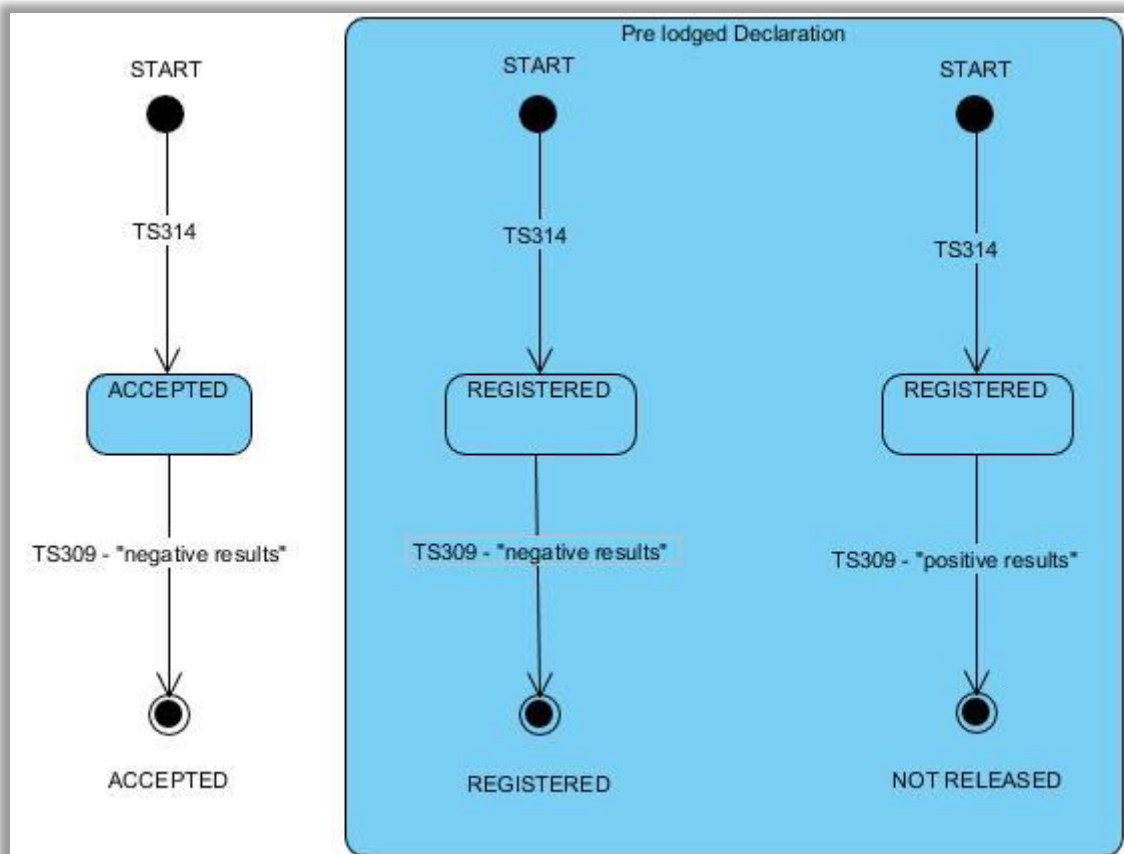 Pre lodged Declaration
START
START
START
TS314
TS314
TS314
ACCEPTED
REGISTERED
REGISTERED
TS309 - "negative results"
TS309 - "negative results"
TS309 - "positive results"
ACCEPTED
REGISTERED
NOT RELEASED